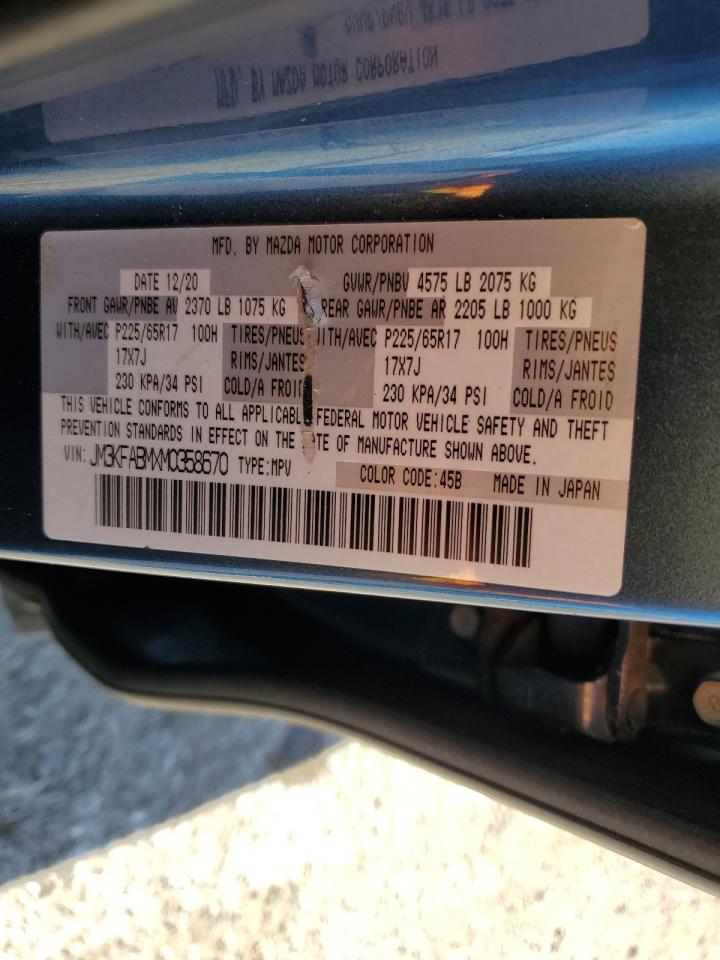 MFD. BY MAZDA MOTOR CORPORATION
DATE 12/20 GVWR/PNBV 4575 LB 2075 KG
FRONT GAWR/PNBE AV 2370 LB 1075 KG REAR GAWR/PNBE AR 2205 LB 1000 KG
WITH/AVEC P225/65R17 100H TIRES/PNEUS WITH/AVEC P225/65R17 100H TIRES/PNEUS
17X7J RIMS/JANTES 17X7J RIMS/JANTES
230 KPA/34 PSI COLD/A FROID 230 KPA/34 PSI COLD/A FROID
THIS VEHICLE CONFORMS TO ALL APPLICABLE FEDERAL MOTOR VEHICLE SAFETY AND THEFT
PREVENTION STANDARDS IN EFFECT ON THE DATE OF MANUFACTURE SHOWN ABOVE.
VIN: JM3KFABMXM0358670 TYPE:MPV COLOR CODE:45B MADE IN JAPAN